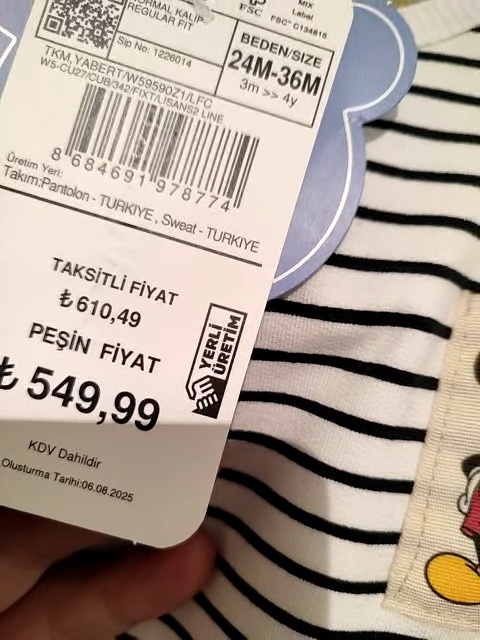 NORMAL KALIP
REGULAR FIT
Sip No: 1226014
FSC
MIX
Label
FSC® C134615
BEDEN/SIZE
24M-36M
3m >> 4y
TKM,YABERT/W59590Z1/LFC
W5-CU27/CUB/342/FIXT/LISANS2 LINE
8 684691 978774
Üretim Yeri:
Takım:Pantolon - TURKIYE , Sweat - TURKIYE
TAKSİTLİ FİYAT
₺ 610,49
PEŞİN FİYAT
₺ 549,99
YERLİ
ÜRETİM
KDV Dahildir
Olusturma Tarihi:06.08.2025